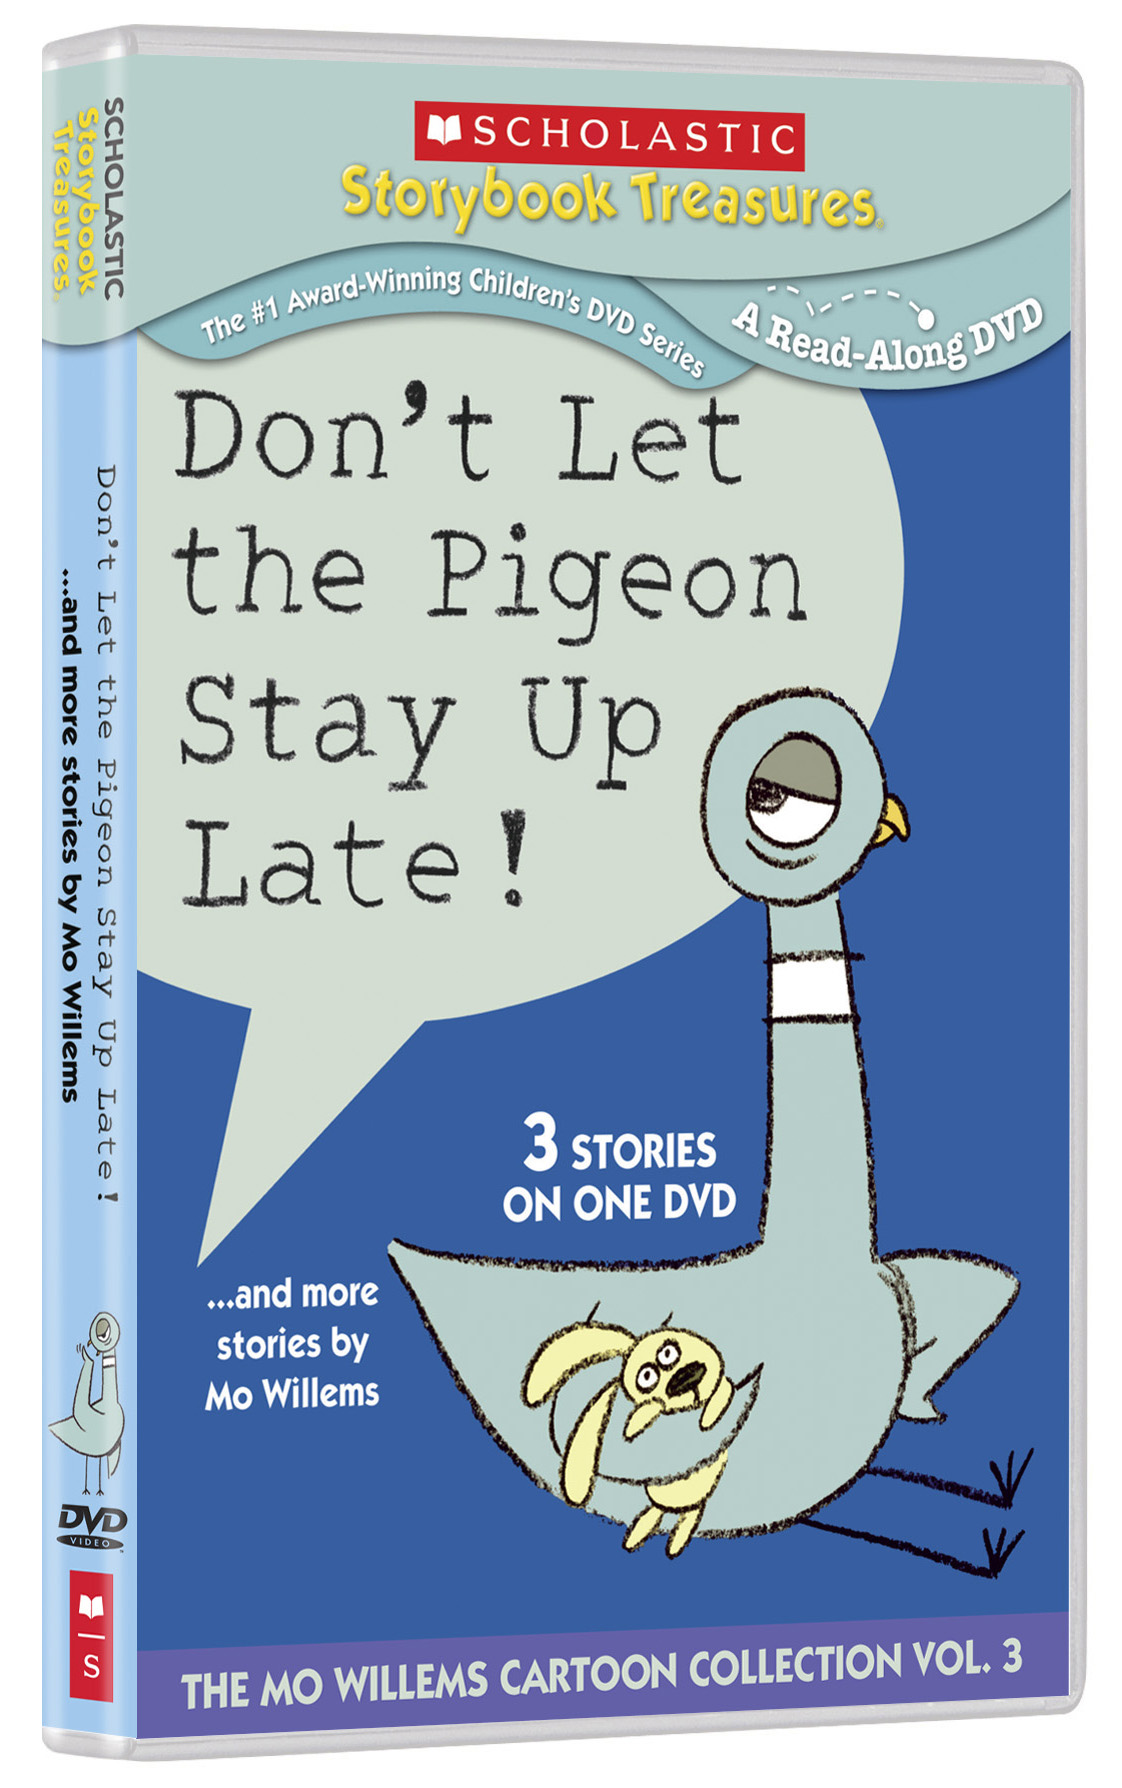 SCHOLASTIC
Storybook Treasures®
The #1 Award-Winning Children's DVD Series
A Read-Along DVD
Don't Let
the Pigeon
Stay Up
Late!
3 STORIES
ON ONE DVD
...and more
stories by
Mo Willems
THE MO WILLEMS CARTOON COLLECTION VOL. 3
SCHOLASTIC
Storybook
Treasures®
Don't Let the Pigeon Stay Up Late!
...and more stories by Mo Willems
DVD
VIDEO
S